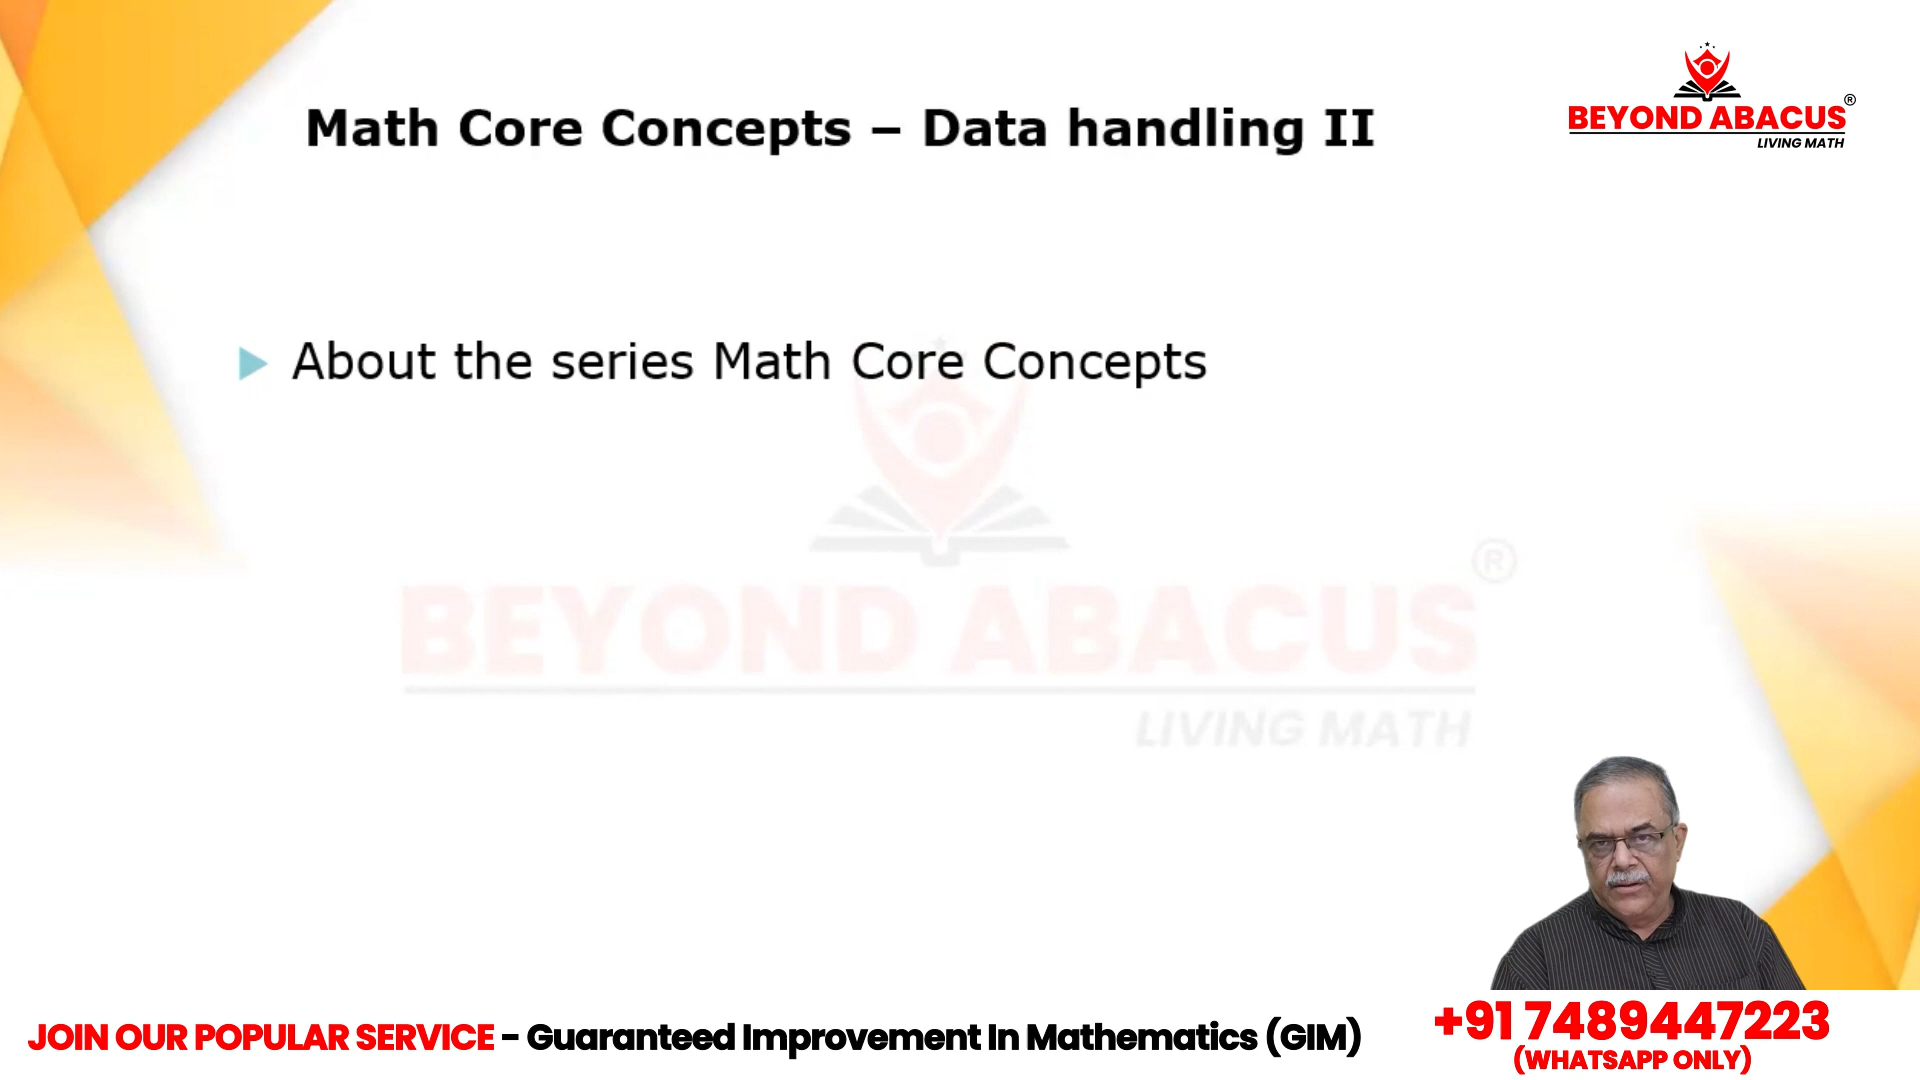 Math Core Concepts – Data handling II
BEYOND ABACUS®
LIVING MATH
About the series Math Core Concepts
BEYOND ABACUS®
LIVING MATH
JOIN OUR POPULAR SERVICE – Guaranteed Improvement In Mathematics (GIM)
+91 7489447223
(WHATSAPP ONLY)